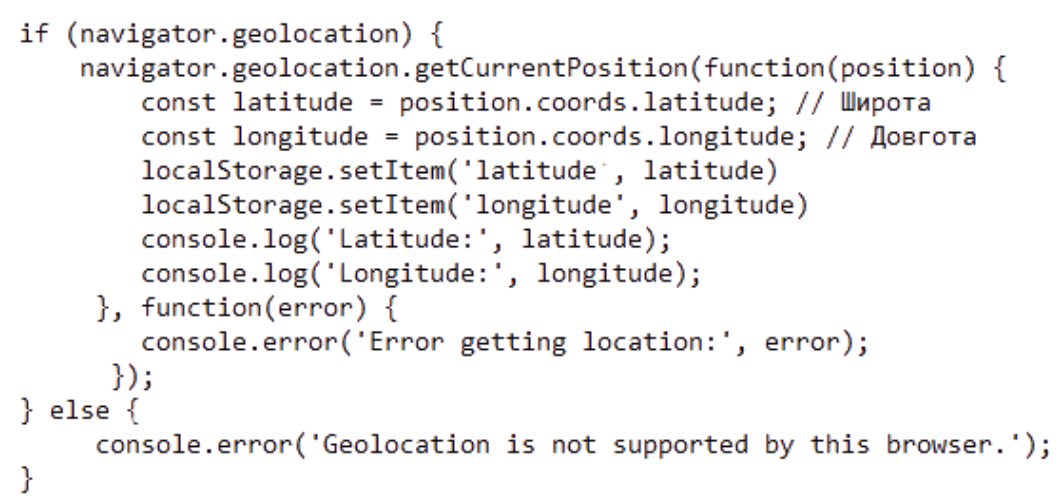 if (navigator.geolocation) {
navigator.geolocation.getCurrentPosition(function(position) {
const latitude = position.coords.latitude; // Широта
const longitude = position.coords.longitude; // Довгота
localStorage.setItem('latitude', latitude)
localStorage.setItem('longitude', longitude)
console.log('Latitude:', latitude);
console.log('Longitude:', longitude);
}, function(error) {
console.error('Error getting location:', error);
});
} else {
console.error('Geolocation is not supported by this browser.');
}